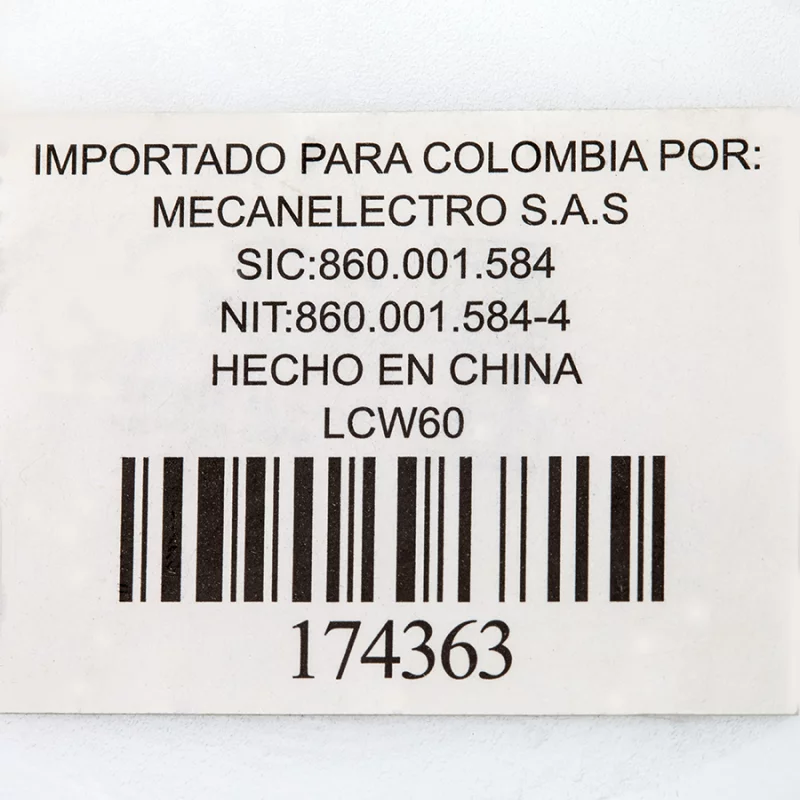 IMPORTADO PARA COLOMBIA POR:
MECANELECTRO S.A.S
SIC:860.001.584
NIT:860.001.584-4
HECHO EN CHINA
LCW60
174363